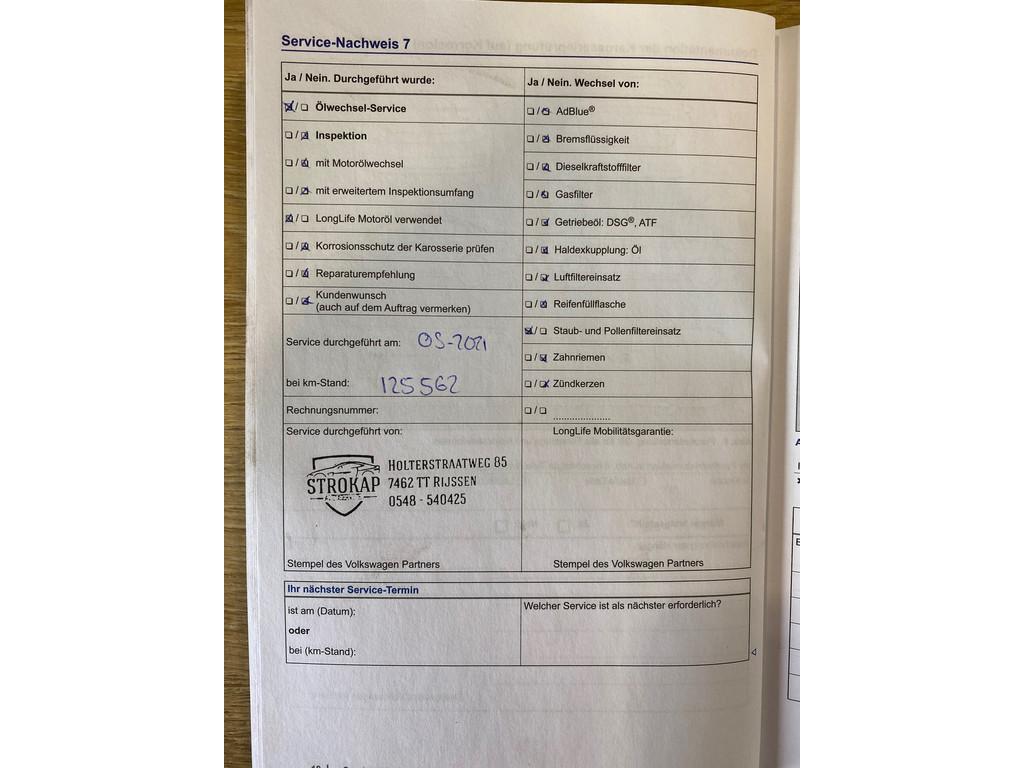 Service-Nachweis 7
Ja / Nein. Durchgeführt wurde:
Ölwechsel-Service
Inspektion
mit Motorölwechsel
mit erweitertem Inspektionsumfang
LongLife Motoröl verwendet
Korrosionsschutz der Karosserie prüfen
Reparaturempfehlung
Kundenwunsch
(auch auf dem Auftrag vermerken)
Service durchgeführt am: 05-2021
bei km-Stand: 125562
Rechnungsnummer:
Service durchgeführt von:
STROKAP
HOLTERSTRAATWEG 85
7462 TT RIJSSEN
0548 - 540425
Stempel des Volkswagen Partners
Ja / Nein. Wechsel von:
AdBlue®
Bremsflüssigkeit
Dieselkraftstofffilter
Gasfilter
Getriebeöl: DSG®, ATF
Haldexkupplung: Öl
Luftfiltereinsatz
Reifenfüllflasche
Staub- und Pollenfiltereinsatz
Zahnriemen
Zündkerzen
LongLife Mobilitätsgarantie:
Stempel des Volkswagen Partners
Ihr nächster Service-Termin
ist am (Datum):
oder
bei (km-Stand):
Welcher Service ist als nächster erforderlich?